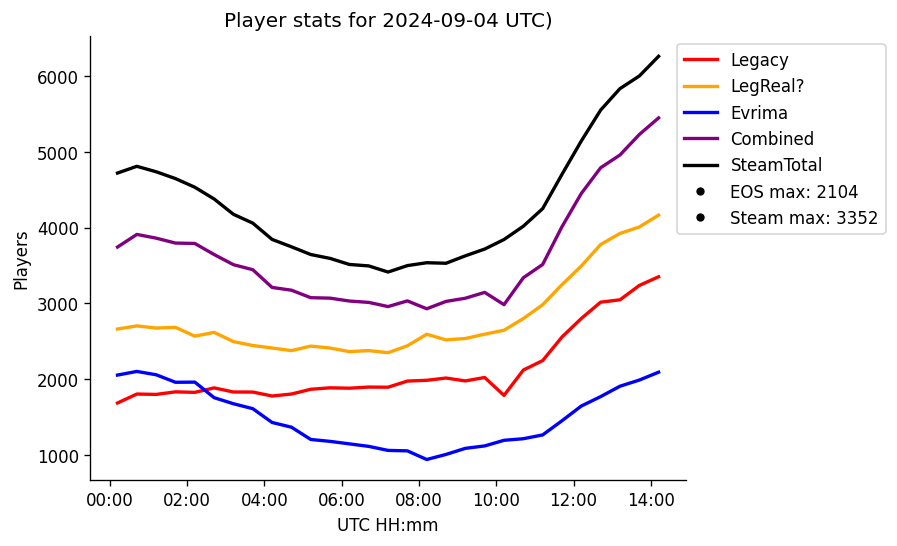 Player stats for 2024-09-04 UTC)
Legacy
LegReal?
Evrima
Combined
SteamTotal
EOS max: 2104
Steam max: 3352
Players
6000
5000
4000
3000
2000
1000
00:00 02:00 04:00 06:00 08:00 10:00 12:00 14:00
UTC HH:mm